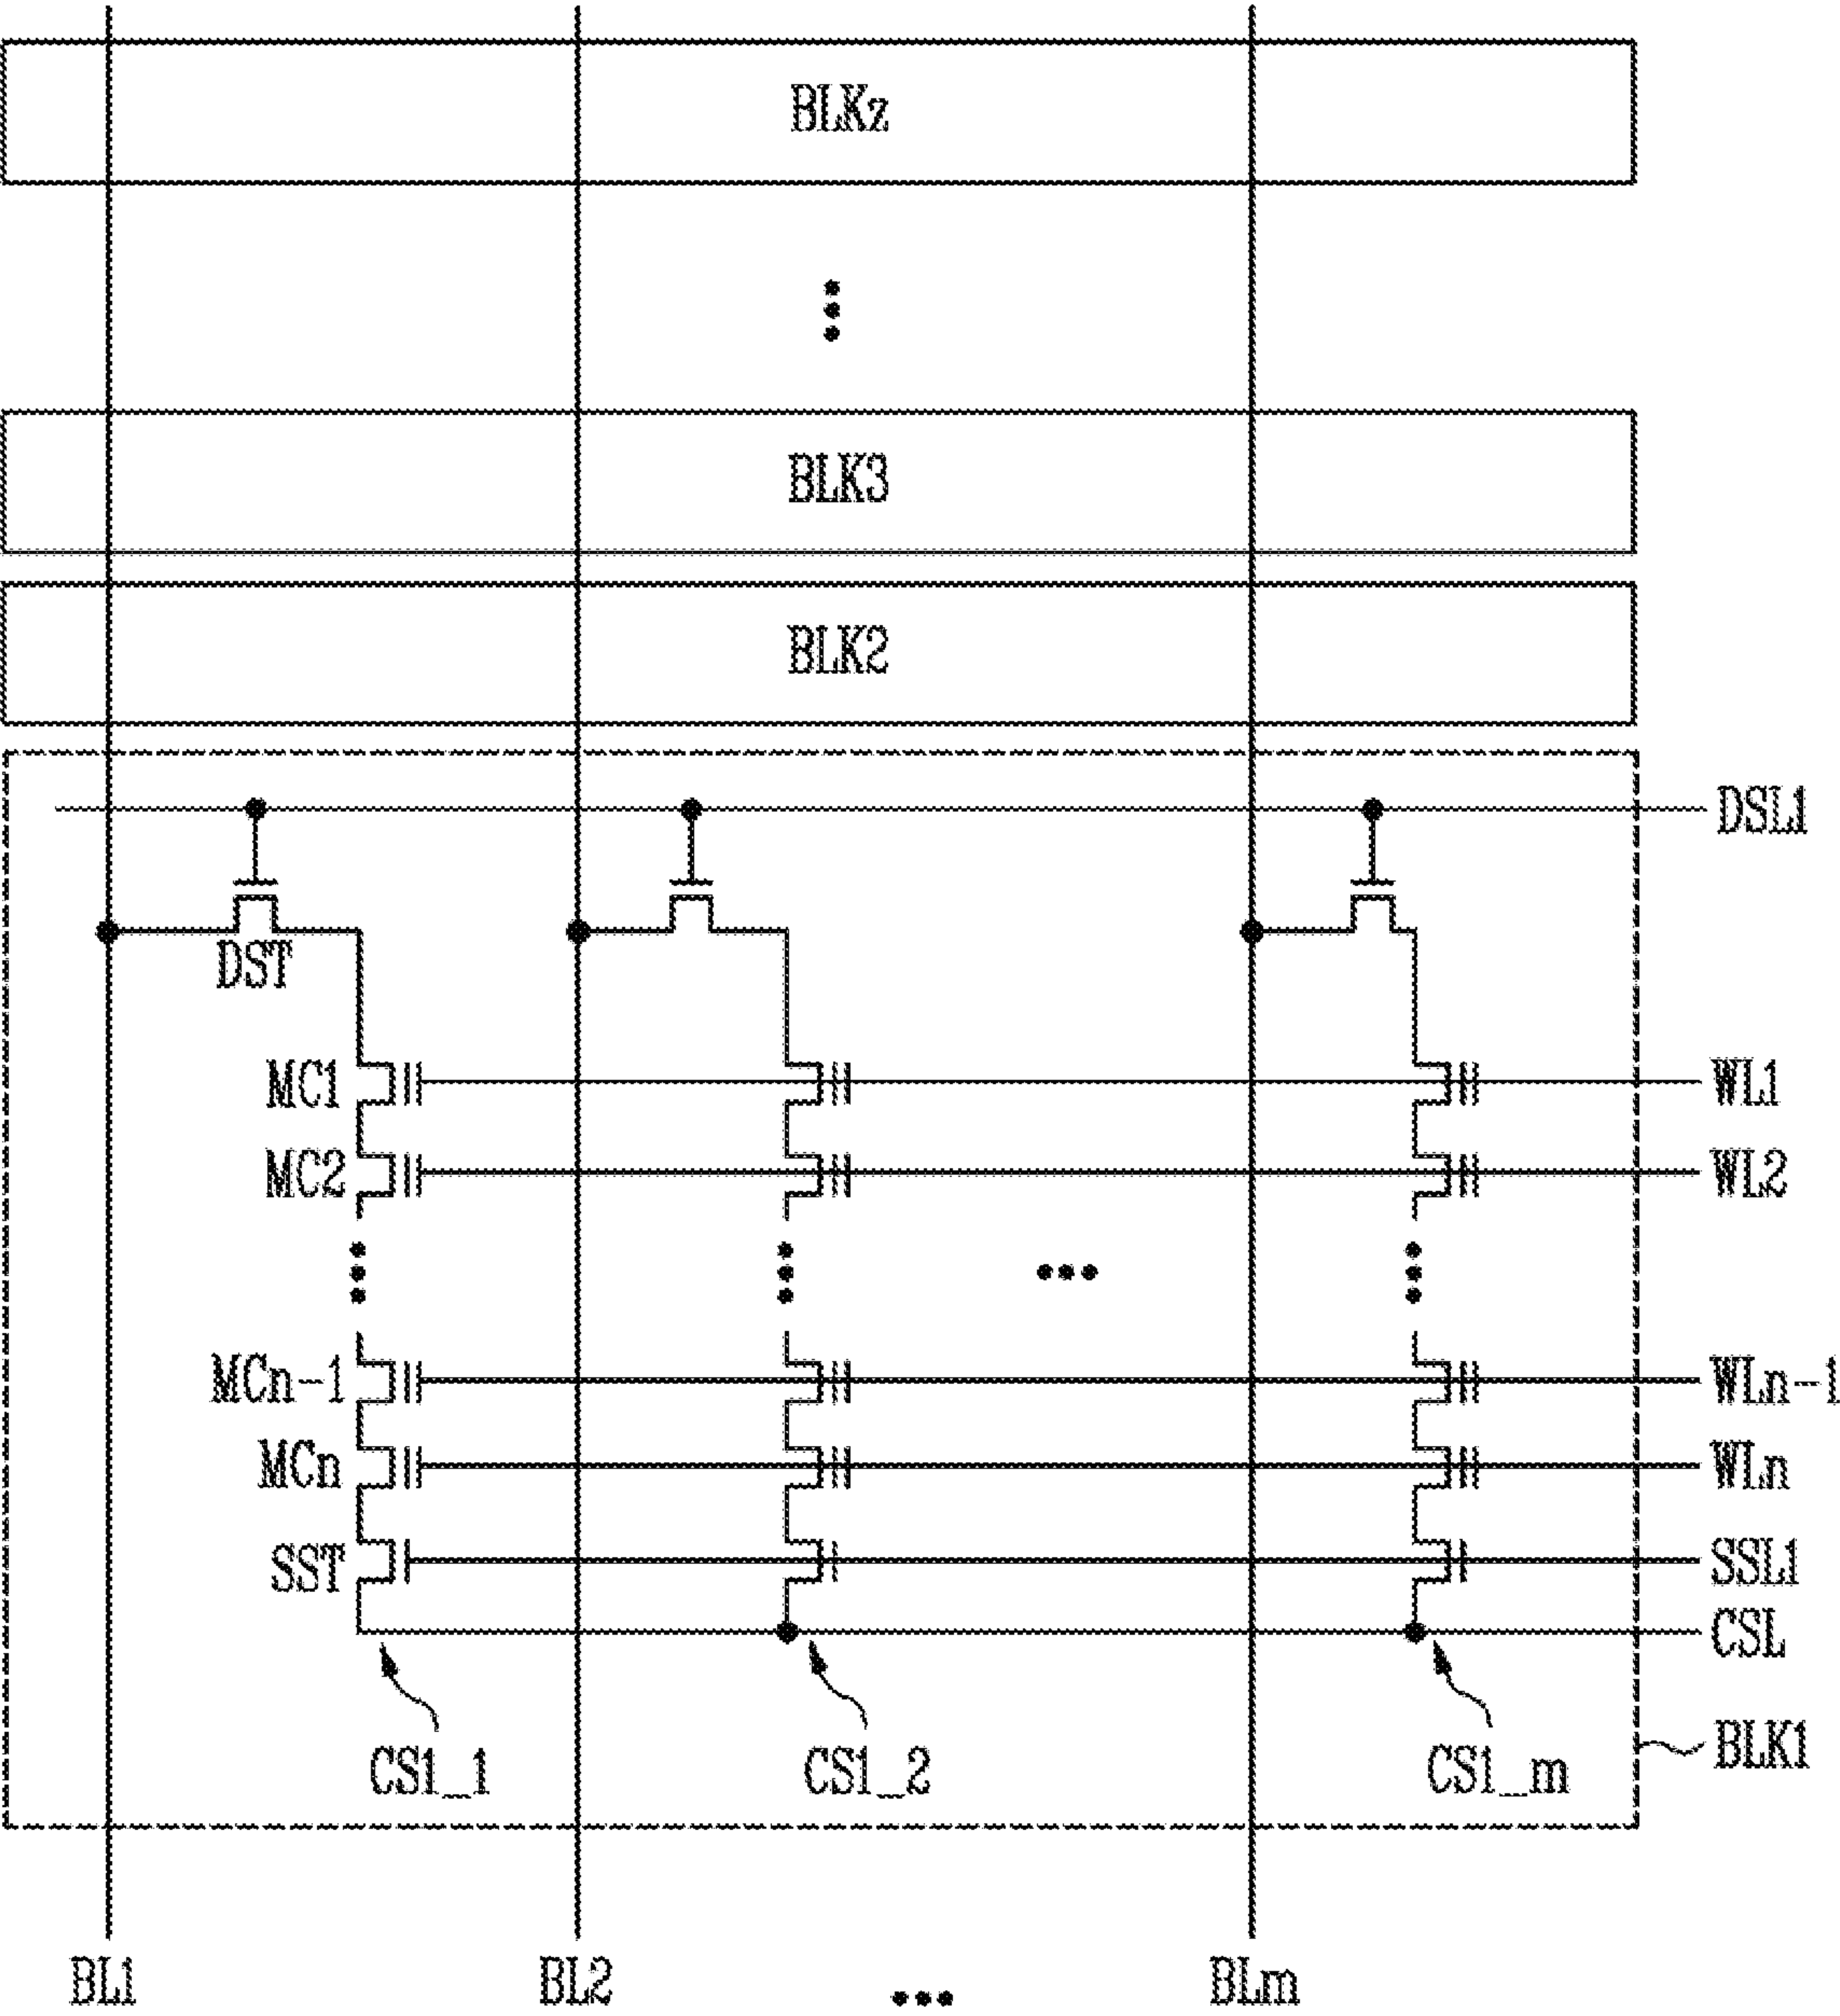 BLKz
BLK3
BLK2
DSL1
DST
MC1 WL1
MC2 WL2
MCn-1 WLn-1
MCn WLn
SST SSL1
CSL
CS1_1 CS1_2 CS1_m BLK1
BL1 BL2 ... BLm